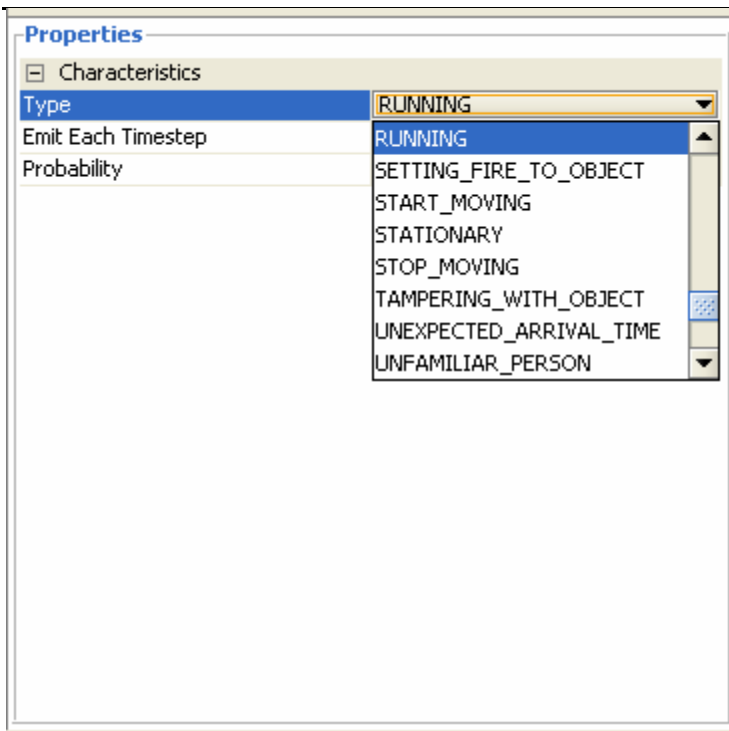 Properties
Characteristics
Type RUNNING
Emit Each Timestep RUNNING
Probability SETTING_FIRE_TO_OBJECT
START_MOVING
STATIONARY
STOP_MOVING
TAMPERING_WITH_OBJECT
UNEXPECTED_ARRIVAL_TIME
UNFAMILIAR_PERSON